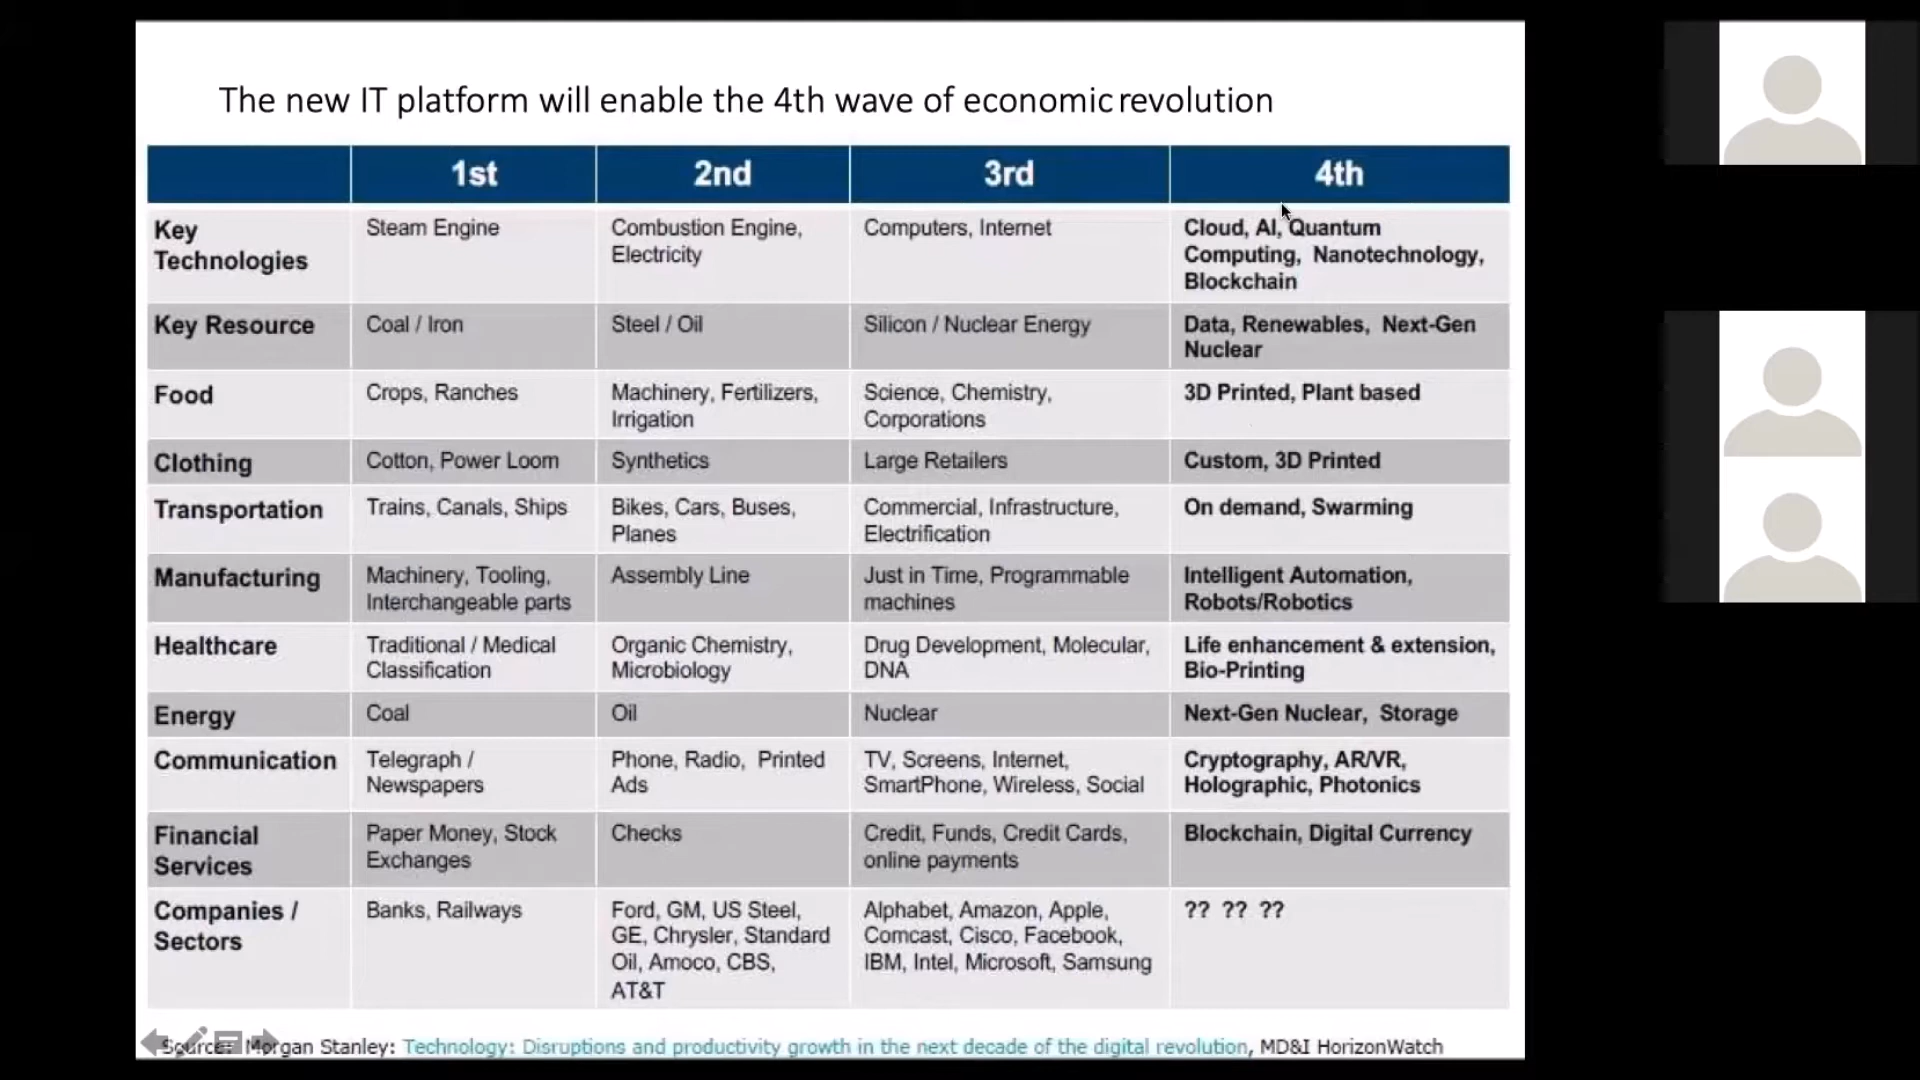 The new IT platform will enable the 4th wave of economic revolution
1st 2nd 3rd 4th
Key Technologies
Steam Engine
Combustion Engine,
Electricity
Computers, Internet
Cloud, AI, Quantum
Computing, Nanotechnology,
Blockchain
Key Resource
Coal / Iron
Steel / Oil
Silicon / Nuclear Energy
Data, Renewables, Next-Gen
Nuclear
Food
Crops, Ranches
Machinery, Fertilizers,
Irrigation
Science, Chemistry,
Corporations
3D Printed, Plant based
Clothing
Cotton, Power Loom
Synthetics
Large Retailers
Custom, 3D Printed
Transportation
Trains, Canals, Ships
Bikes, Cars, Buses,
Planes
Commercial, Infrastructure,
Electrification
On demand, Swarming
Manufacturing
Machinery, Tooling,
Interchangeable parts
Assembly Line
Just in Time, Programmable
machines
Intelligent Automation,
Robots/Robotics
Healthcare
Traditional / Medical
Classification
Organic Chemistry,
Microbiology
Drug Development, Molecular,
DNA
Life enhancement & extension,
Bio-Printing
Energy
Coal
Oil
Nuclear
Next-Gen Nuclear, Storage
Communication
Telegraph /
Newspapers
Phone, Radio, Printed
Ads
TV, Screens, Internet,
SmartPhone, Wireless, Social
Cryptography, AR/VR,
Holographic, Photonics
Financial
Services
Paper Money, Stock
Exchanges
Checks
Credit, Funds, Credit Cards,
online payments
Blockchain, Digital Currency
Companies /
Sectors
Banks, Railways
Ford, GM, US Steel,
GE, Chrysler, Standard
Oil, Amoco, CBS,
AT&T
Alphabet, Amazon, Apple,
Comcast, Cisco, Facebook,
IBM, Intel, Microsoft, Samsung
?? ?? ??
Source: Morgan Stanley: Technology: Disruptions and productivity growth in the next decade of the digital revolution, MD&I HorizonWatch